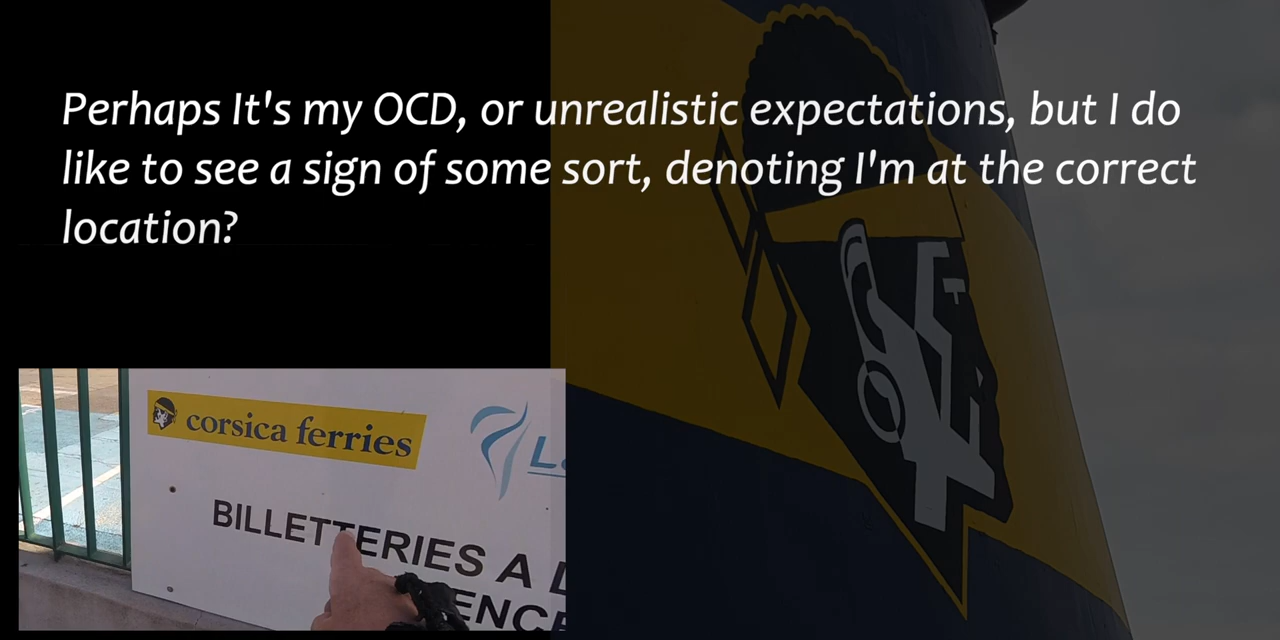 Perhaps It's my OCD, or unrealistic expectations, but I do
like to see a sign of some sort, denoting I'm at the correct
location?
corsica ferries
BILLETTERIES A